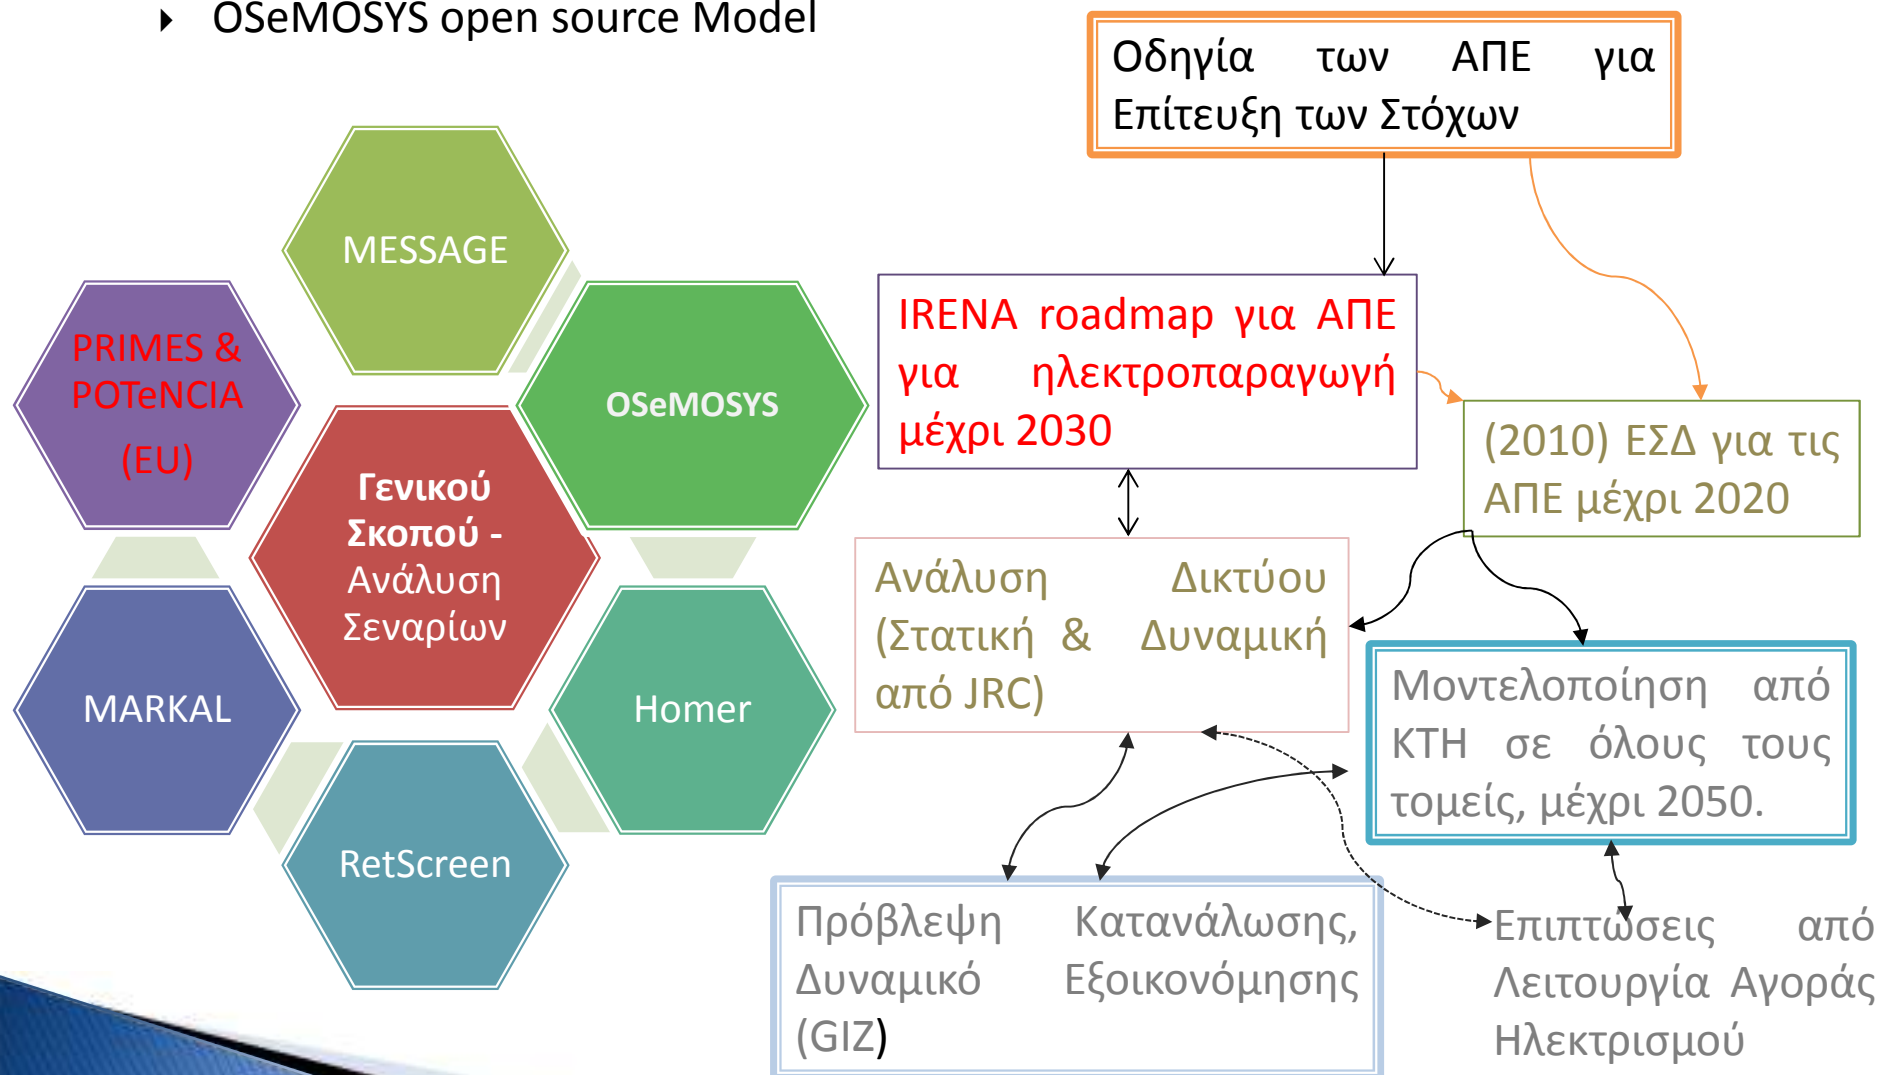 OSeMOSYS open source Model
MESSAGE
PRIMES &
POTeNCIA
(EU)
OSeMOSYS
Γενικού
Σκοπού -
Ανάλυση
Σεναρίων
MARKAL
Homer
RetScreen
Οδηγία των ΑΠΕ για
Επίτευξη των Στόχων
IRENA roadmap για ΑΠΕ
για ηλεκτροπαραγωγή
μέχρι 2030
(2010) ΕΣΔ για τις
ΑΠΕ μέχρι 2020
Ανάλυση Δικτύου
(Στατική & Δυναμική
από JRC)
Μοντελοποίηση από
KTH σε όλους τους
τομείς, μέχρι 2050.
Πρόβλεψη Κατανάλωσης,
Δυναμικό Εξοικονόμησης
(GIZ)
Επιπτώσεις από
Λειτουργία Αγοράς
Ηλεκτρισμού